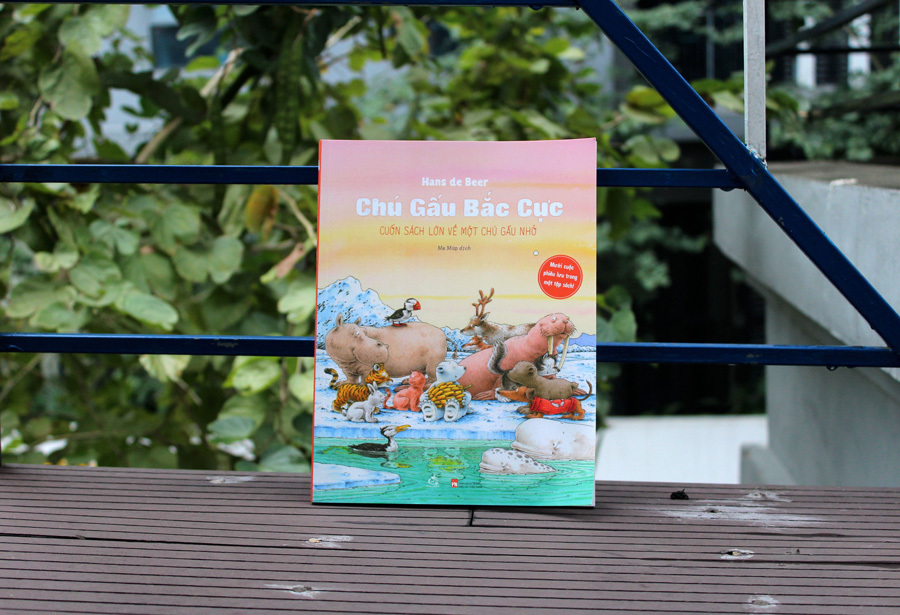 Hans de Beer
Chú Gấu Bắc Cực
CUỐN SÁCH LỚN VỀ MỘT CHÚ GẤU NHỎ
Mẹ Mốp dịch
Mười cuộc
phiêu lưu trong
một tập sách!